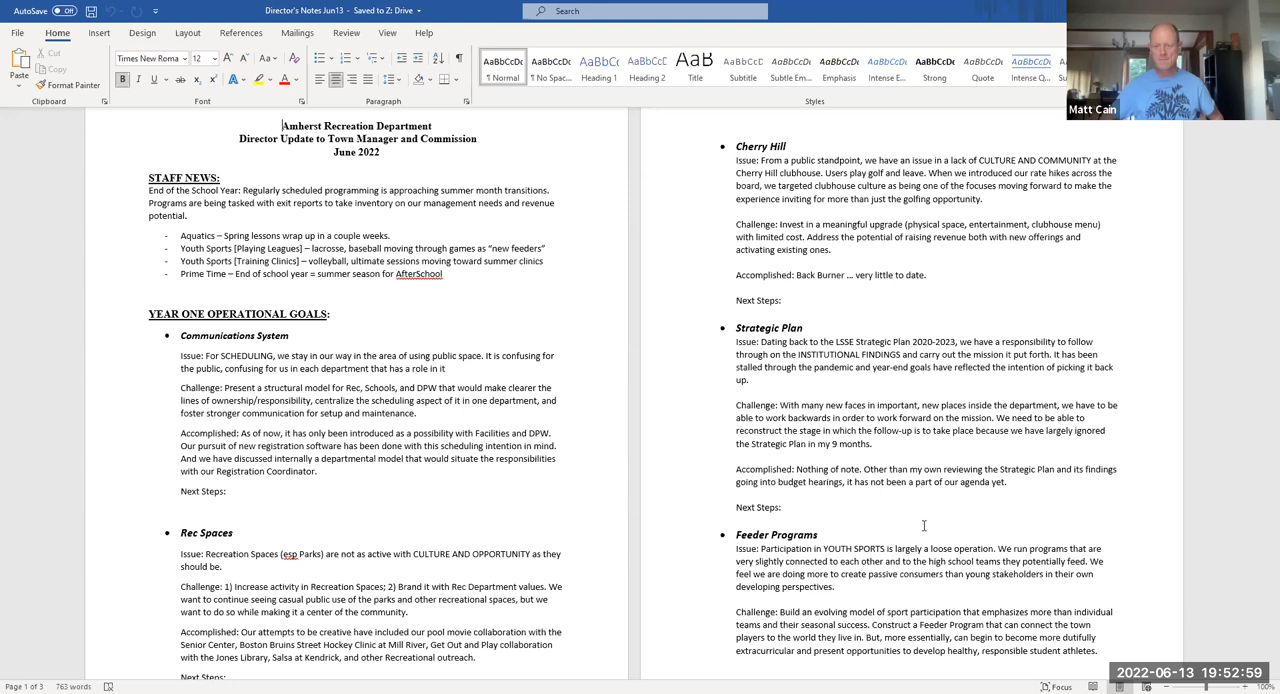 AutoSave Off Director's Notes Jun13 - Saved to Z: Drive Search
File Home Insert Design Layout References Mailings Review View Help
Paste Cut Copy Format Painter Times New Roma 12 Aa
AaBbCcDc AaBbCcDc AaBbCc AaBbCcC AaB AaBbCcD AaBbCcDc AaBbCcDc AaBbCcDc AaBbCcDc AaBbCcDc AaBbCcDc
¶ Normal ¶ No Spac... Heading 1 Heading 2 Title Subtitle Subtle Em... Emphasis Intense E... Strong Quote Intense Q...
Clipboard Font Paragraph Styles
Matt Cain
Amherst Recreation Department
Director Update to Town Manager and Commission
June 2022
STAFF NEWS:
End of the School Year: Regularly scheduled programming is approaching summer month transitions.
Programs are being tasked with exit reports to take inventory on our management needs and revenue
potential.
- Aquatics – Spring lessons wrap up in a couple weeks.
- Youth Sports [Playing Leagues] – lacrosse, baseball moving through games as “new feeders”
- Youth Sports [Training Clinics] – volleyball, ultimate sessions moving toward summer clinics
- Prime Time – End of school year = summer season for AfterSchool
YEAR ONE OPERATIONAL GOALS:
• Communications System
Issue: For SCHEDULING, we stay in our way in the area of using public space. It is confusing for
the public, confusing for us in each department that has a role in it
Challenge: Present a structural model for Rec, Schools, and DPW that would make clearer the
lines of ownership/responsibility, centralize the scheduling aspect of it in one department, and
foster stronger communication for setup and maintenance.
Accomplished: As of now, it has only been introduced as a possibility with Facilities and DPW.
Our pursuit of new registration software has been done with this scheduling intention in mind.
And we have discussed internally a departmental model that would situate the responsibilities
with our Registration Coordinator.
Next Steps:
• Rec Spaces
Issue: Recreation Spaces (esp Parks) are not as active with CULTURE AND OPPORTUNITY as they
should be.
Challenge: 1) Increase activity in Recreation Spaces; 2) Brand it with Rec Department values. We
want to continue seeing casual public use of the parks and other recreational spaces, but we
want to do so while making it a center of the community.
Accomplished: Our attempts to be creative have included our pool movie collaboration with the
Senior Center, Boston Bruins Street Hockey Clinic at Mill River, Get Out and Play collaboration
with the Jones Library, Salsa at Kendrick, and other Recreational outreach.
Next Steps:
• Cherry Hill
Issue: From a public standpoint, we have an issue in a lack of CULTURE AND COMMUNITY at the
Cherry Hill clubhouse. Users play golf and leave. When we introduced our rate hikes across the
board, we targeted clubhouse culture as being one of the focuses moving forward to make the
experience inviting for more than just the golfing opportunity.
Challenge: Invest in a meaningful upgrade (physical space, entertainment, clubhouse menu)
with limited cost. Address the potential of raising revenue both with new offerings and
activating existing ones.
Accomplished: Back Burner ... very little to date.
Next Steps:
• Strategic Plan
Issue: Dating back to the LSSE Strategic Plan 2020-2023, we have a responsibility to follow
through on the INSTITUTIONAL FINDINGS and carry out the mission it put forth. It has been
stalled through the pandemic and year-end goals have reflected the intention of picking it back
up.
Challenge: With many new faces in important, new places inside the department, we have to be
able to work backwards in order to work forward on the mission. We need to be able to
reconstruct the stage in which the follow-up is to take place because we have largely ignored
the Strategic Plan in my 9 months.
Accomplished: Nothing of note. Other than my own reviewing the Strategic Plan and its findings
going into budget hearings, it has not been a part of our agenda yet.
Next Steps:
• Feeder Programs
Issue: Participation in YOUTH SPORTS is largely a loose operation. We run programs that are
very slightly connected to each other and to the high school teams they potentially feed. We
feel we are doing more to create passive consumers than young stakeholders in their own
developing perspectives.
Challenge: Build an evolving model of sport participation that emphasizes more than individual
teams and their seasonal success. Construct a Feeder Program that can connect the town
players to the world they live in. But, more essentially, can begin to become more dutifully
extracurricular and present opportunities to develop healthy, responsible student athletes.
2022-06-13 19:52:59
Page 1 of 3 763 words Focus 100%